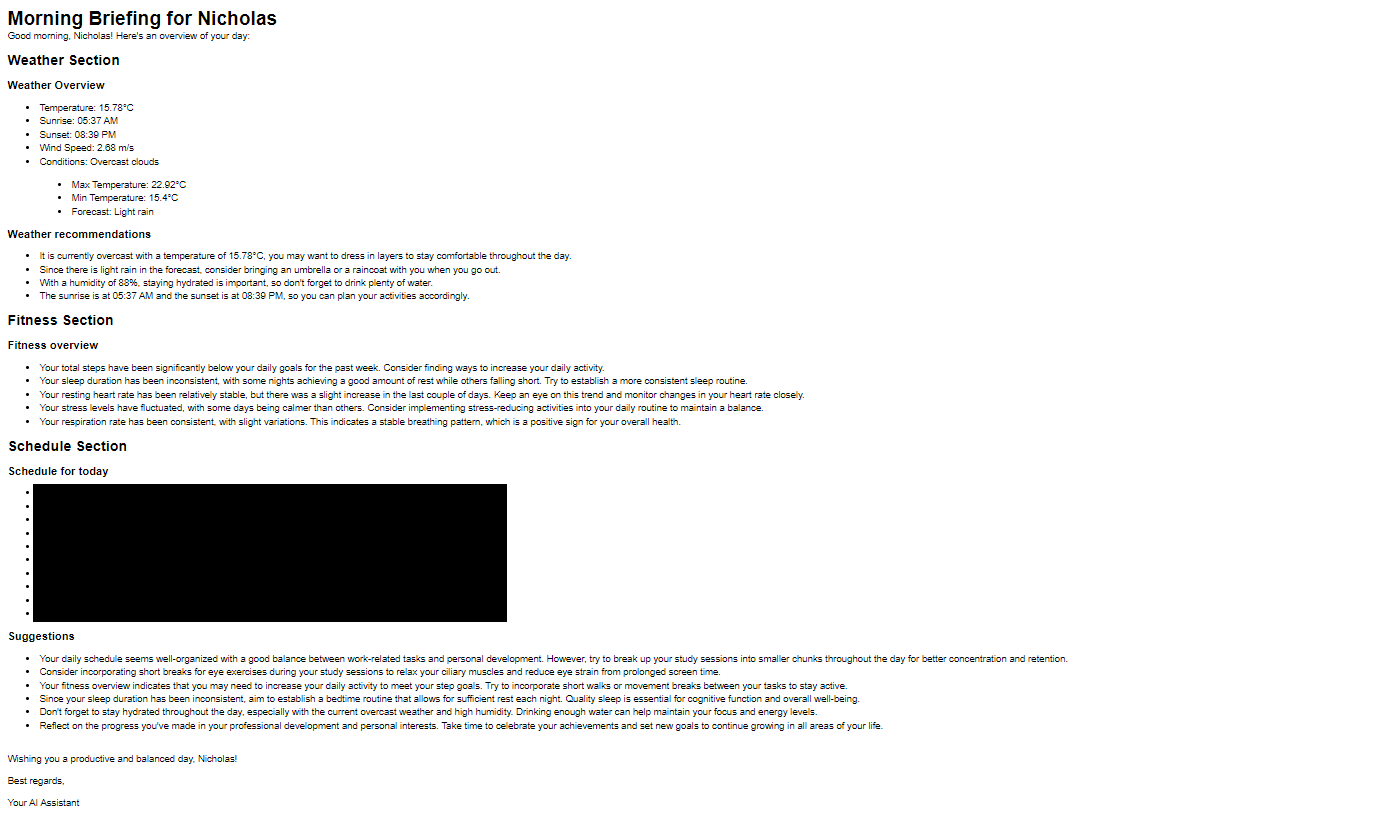 Morning Briefing for Nicholas
Good morning, Nicholas! Here's an overview of your day:
Weather Section
Weather Overview
Temperature: 15.78°C
Sunrise: 05:37 AM
Sunset: 08:39 PM
Wind Speed: 2.68 m/s
Conditions: Overcast clouds
Max Temperature: 22.92°C
Min Temperature: 15.4°C
Forecast: Light rain
Weather recommendations
It is currently overcast with a temperature of 15.78°C, you may want to dress in layers to stay comfortable throughout the day.
Since there is light rain in the forecast, consider bringing an umbrella or a raincoat with you when you go out.
With a humidity of 88%, staying hydrated is important, so don't forget to drink plenty of water.
The sunrise is at 05:37 AM and the sunset is at 08:39 PM, so you can plan your activities accordingly.
Fitness Section
Fitness overview
Your total steps have been significantly below your daily goals for the past week. Consider finding ways to increase your daily activity.
Your sleep duration has been inconsistent, with some nights achieving a good amount of rest while others falling short. Try to establish a more consistent sleep routine.
Your resting heart rate has been relatively stable, but there was a slight increase in the last couple of days. Keep an eye on this trend and monitor changes in your heart rate closely.
Your stress levels have fluctuated, with some days being calmer than others. Consider implementing stress-reducing activities into your daily routine to maintain a balance.
Your respiration rate has been consistent, with slight variations. This indicates a stable breathing pattern, which is a positive sign for your overall health.
Schedule Section
Schedule for today
Suggestions
Your daily schedule seems well-organized with a good balance between work-related tasks and personal development. However, try to break up your study sessions into smaller chunks throughout the day for better concentration and retention.
Consider incorporating short breaks for eye exercises during your study sessions to relax your ciliary muscles and reduce eye strain from prolonged screen time.
Your fitness overview indicates that you may need to increase your daily activity to meet your step goals. Try to incorporate short walks or movement breaks between your tasks to stay active.
Since your sleep duration has been inconsistent, aim to establish a bedtime routine that allows for sufficient rest each night. Quality sleep is essential for cognitive function and overall well-being.
Don't forget to stay hydrated throughout the day, especially with the current overcast weather and high humidity. Drinking enough water can help maintain your focus and energy levels.
Reflect on the progress you've made in your professional development and personal interests. Take time to celebrate your achievements and set new goals to continue growing in all areas of your life.
Wishing you a productive and balanced day, Nicholas!
Best regards,
Your AI Assistant